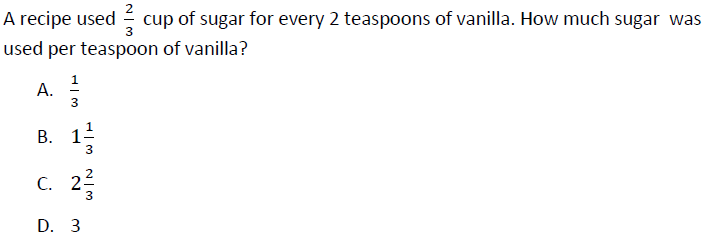 A recipe used 2/3 cup of sugar for every 2 teaspoons of vanilla. How much sugar was
used per teaspoon of vanilla?
A. 1/3
B. 1 1/3
C. 2 2/3
D. 3